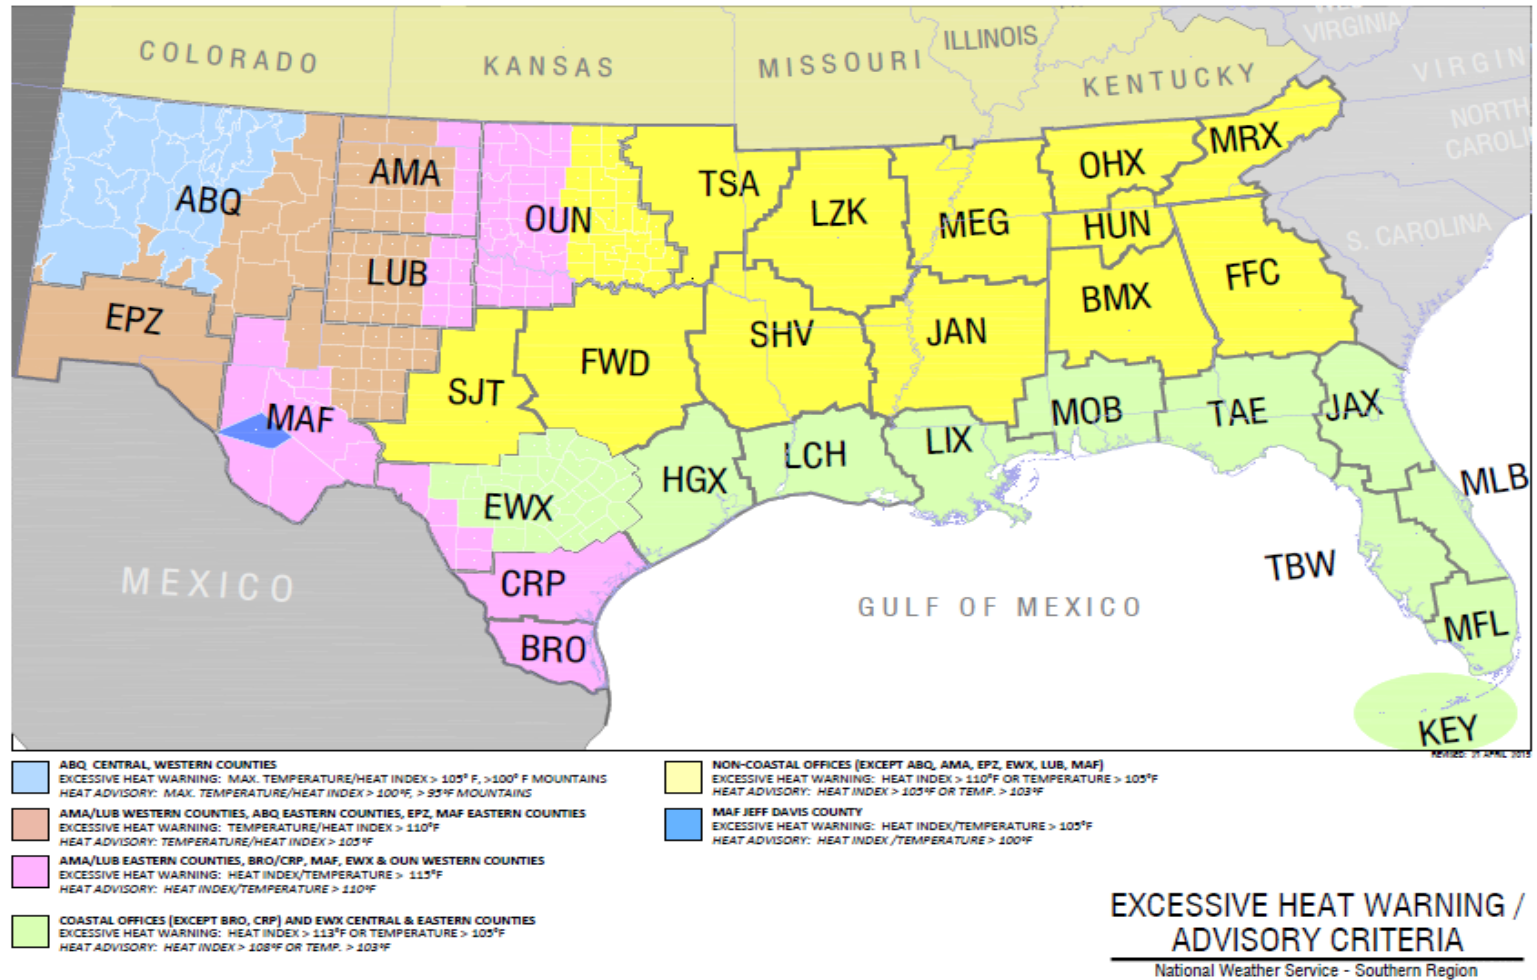 WEST
VIRGINIA
ILLINOIS
COLORADO
KANSAS
MISSOURI
KENTUCKY
VIRGIN
NORTH
CAROLI
S. CAROLINA
MRX
OHX
AMA
TSA
ABQ
LZK
OUN
MEG
HUN
LUB
FFC
BMX
EPZ
SHV
JAN
FWD
SJT
MAF
MOB
TAE
JAX
LIX
LCH
HGX
MLB
EWX
TBW
CRP
MEXICO
GULF OF MEXICO
MFL
BRO
KEY
REVISED: 21 APRIL 2015
ABQ CENTRAL, WESTERN COUNTIES
EXCESSIVE HEAT WARNING: MAX. TEMPERATURE/HEAT INDEX > 105° F, >100° F MOUNTAINS
HEAT ADVISORY: MAX. TEMPERATURE/HEAT INDEX > 100°F, > 95°F MOUNTAINS
AMA/LUB WESTERN COUNTIES, ABQ EASTERN COUNTIES, EPZ, MAF EASTERN COUNTIES
EXCESSIVE HEAT WARNING: TEMPERATURE/HEAT INDEX > 110°F
HEAT ADVISORY: TEMPERATURE/HEAT INDEX > 105°F
AMA/LUB EASTERN COUNTIES, BRO/CRP, MAF, EWX & OUN WESTERN COUNTIES
EXCESSIVE HEAT WARNING: HEAT INDEX/TEMPERATURE > 115°F
HEAT ADVISORY: HEAT INDEX/TEMPERATURE > 110°F
COASTAL OFFICES (EXCEPT BRO, CRP) AND EWX CENTRAL & EASTERN COUNTIES
EXCESSIVE HEAT WARNING: HEAT INDEX > 113°F OR TEMPERATURE > 105°F
HEAT ADVISORY: HEAT INDEX > 108°F OR TEMP. > 103°F
NON-COASTAL OFFICES (EXCEPT ABQ, AMA, EPZ, EWX, LUB, MAF)
EXCESSIVE HEAT WARNING: HEAT INDEX > 110°F OR TEMPERATURE > 105°F
HEAT ADVISORY: HEAT INDEX > 105°F OR TEMP. > 103°F
MAF JEFF DAVIS COUNTY
EXCESSIVE HEAT WARNING: HEAT INDEX/TEMPERATURE > 105°F
HEAT ADVISORY: HEAT INDEX /TEMPERATURE > 100°F
EXCESSIVE HEAT WARNING /
ADVISORY CRITERIA
National Weather Service - Southern Region